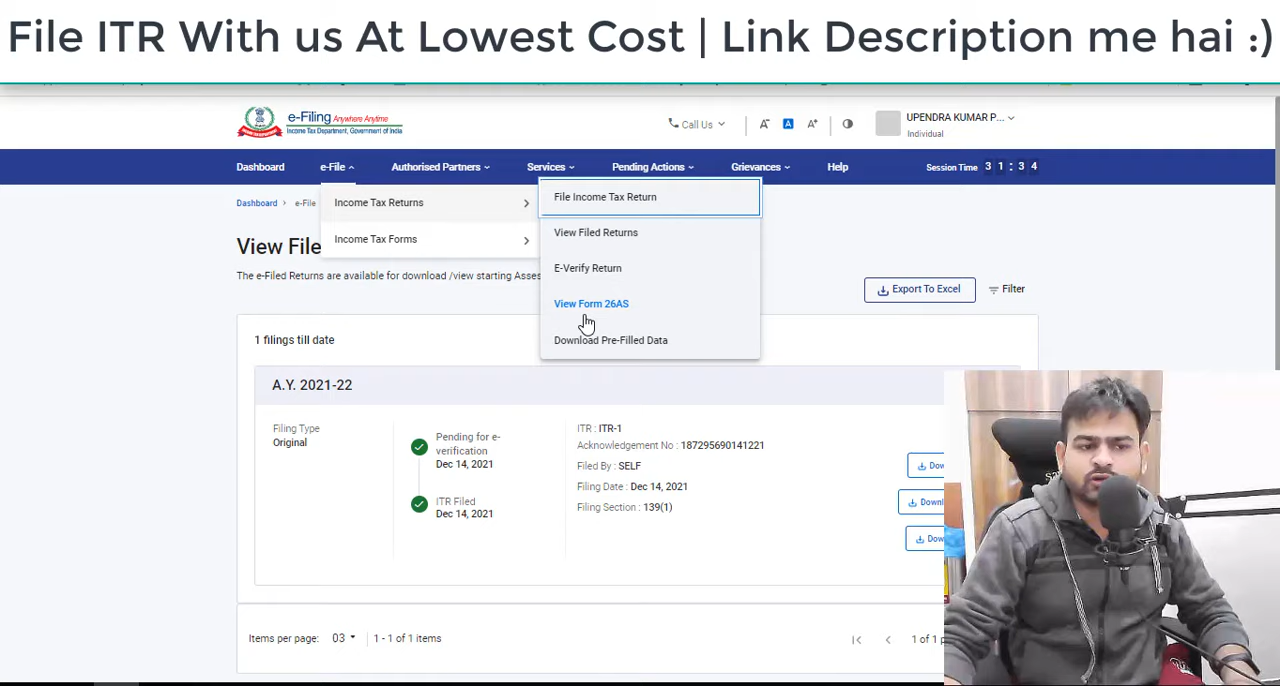 File ITR With us At Lowest Cost | Link Description me hai :)
e-Filing Anywhere Anytime
Income Tax Department, Government of India
Call Us
A-
A
A+
UPENDRA KUMAR P...
Individual
Dashboard
e-File
Authorised Partners
Services
Pending Actions
Grievances
Help
Session Time 3 1 : 3 4
Dashboard > e-File
Income Tax Returns
Income Tax Forms
File Income Tax Return
View Filed Returns
E-Verify Return
View Form 26AS
Download Pre-Filled Data
View File
The e-Filed Returns are available for download /view starting Asses
Export To Excel
Filter
1 filings till date
A.Y. 2021-22
Filing Type
Original
Pending for e-
verification
Dec 14, 2021
ITR Filed
Dec 14, 2021
ITR : ITR-1
Acknowledgement No : 187295690141221
Filed By : SELF
Filing Date : Dec 14, 2021
Filing Section : 139(1)
Dow
Downl
Dow
Items per page: 03
1 - 1 of 1 items
1 of 1 p